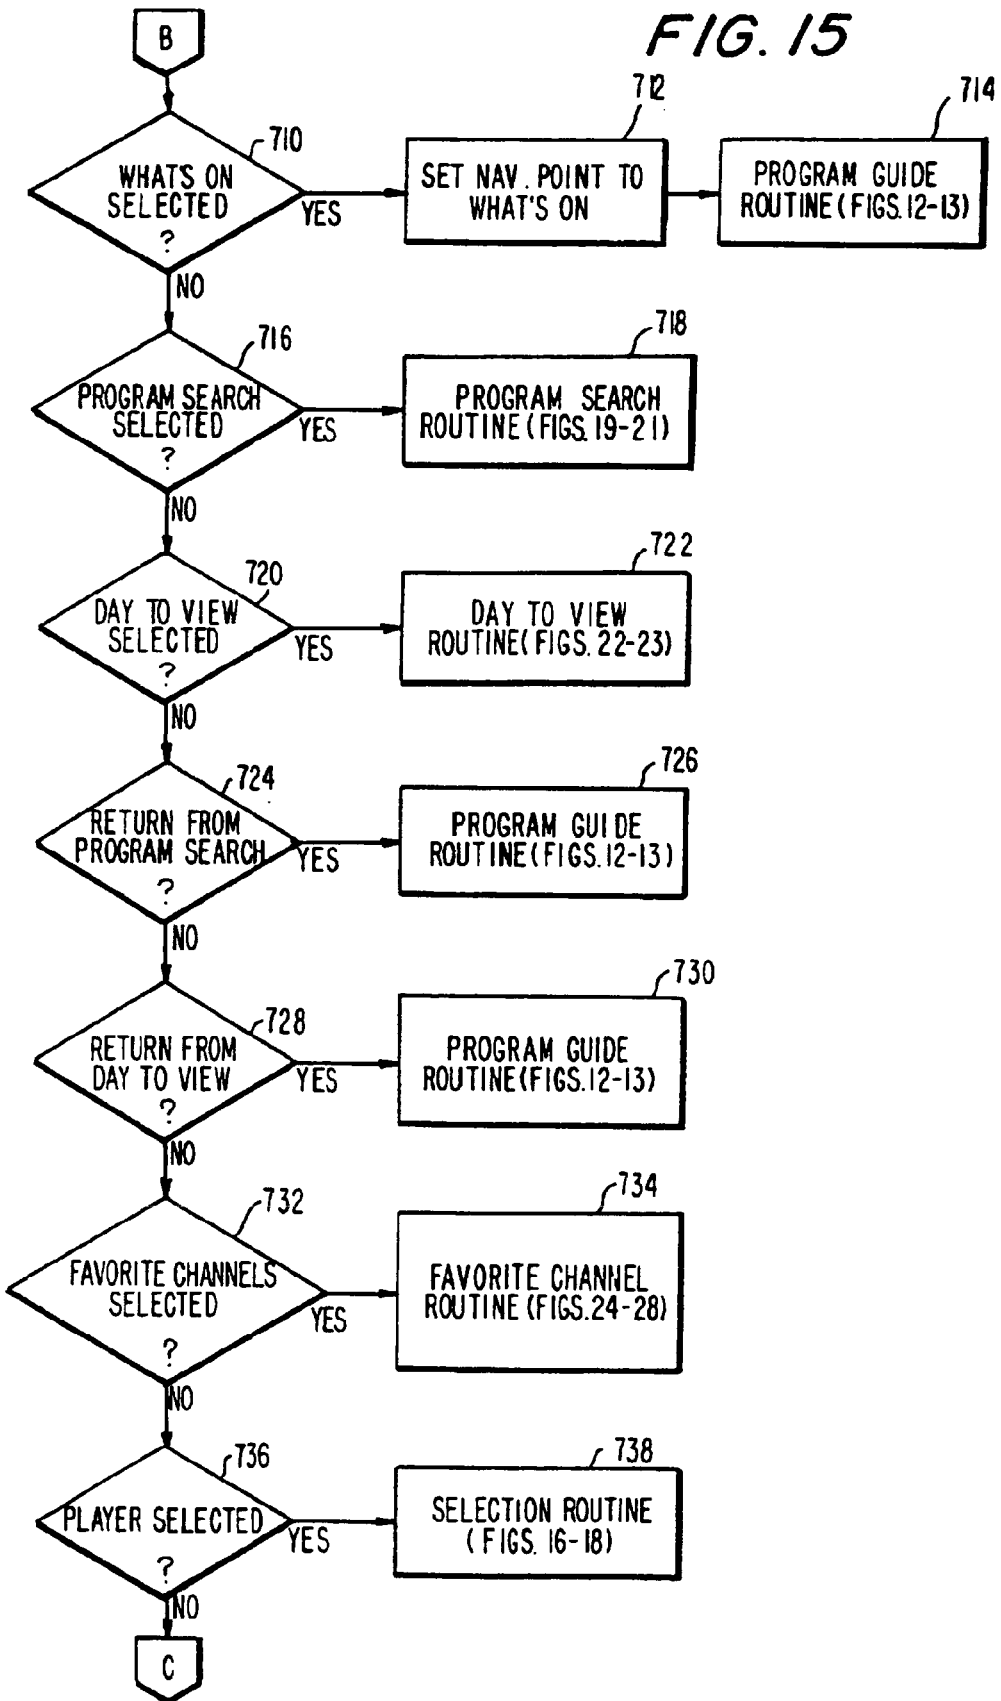 FIG. 15
B
710
WHAT'S ON
SELECTED
?
YES
NO
712
SET NAV. POINT TO
WHAT'S ON
714
PROGRAM GUIDE
ROUTINE (FIGS. 12-13)
716
PROGRAM SEARCH
SELECTED
?
YES
NO
718
PROGRAM SEARCH
ROUTINE (FIGS. 19-21)
720
DAY TO VIEW
SELECTED
?
YES
NO
722
DAY TO VIEW
ROUTINE (FIGS. 22-23)
724
RETURN FROM
PROGRAM SEARCH
?
YES
NO
726
PROGRAM GUIDE
ROUTINE (FIGS. 12-13)
728
RETURN FROM
DAY TO VIEW
?
YES
NO
730
PROGRAM GUIDE
ROUTINE (FIGS. 12-13)
732
FAVORITE CHANNELS
SELECTED
?
YES
NO
734
FAVORITE CHANNEL
ROUTINE (FIGS. 24-28)
736
PLAYER SELECTED
?
YES
NO
738
SELECTION ROUTINE
(FIGS. 16-18)
C